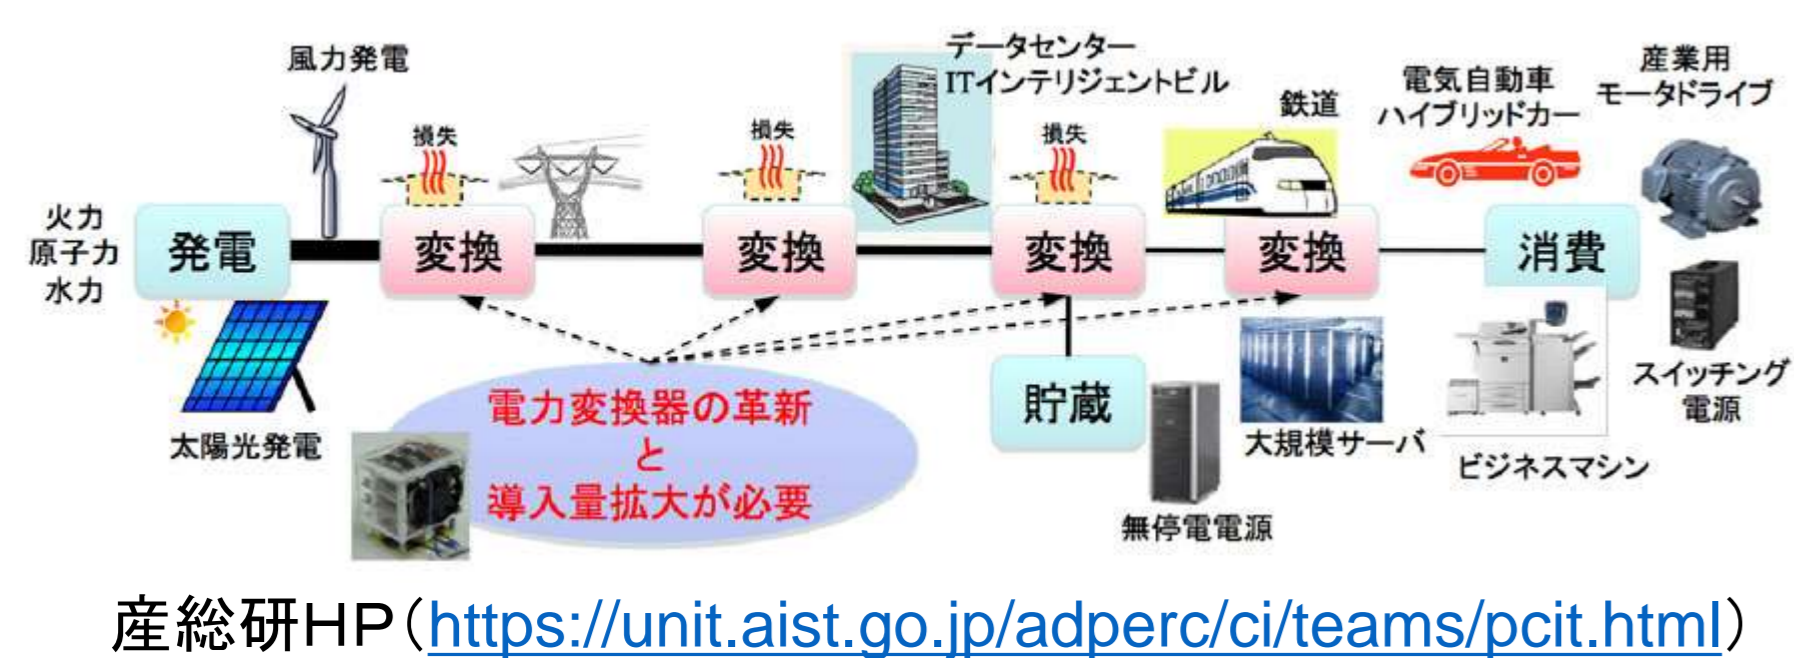 風力発電
データセンター
ITインテリジェントビル
鉄道
電気自動車
ハイブリッドカー
産業用
モータドライブ
損失
損失
損失
火力
原子力
水力
発電
変換
変換
変換
変換
消費
太陽光発電
電力変換器の革新
と
導入量拡大が必要
貯蔵
無停電電源
大規模サーバ
ビジネスマシン
スイッチング
電源
産総研HP(https://unit.aist.go.jp/adperc/ci/teams/pcit.html)